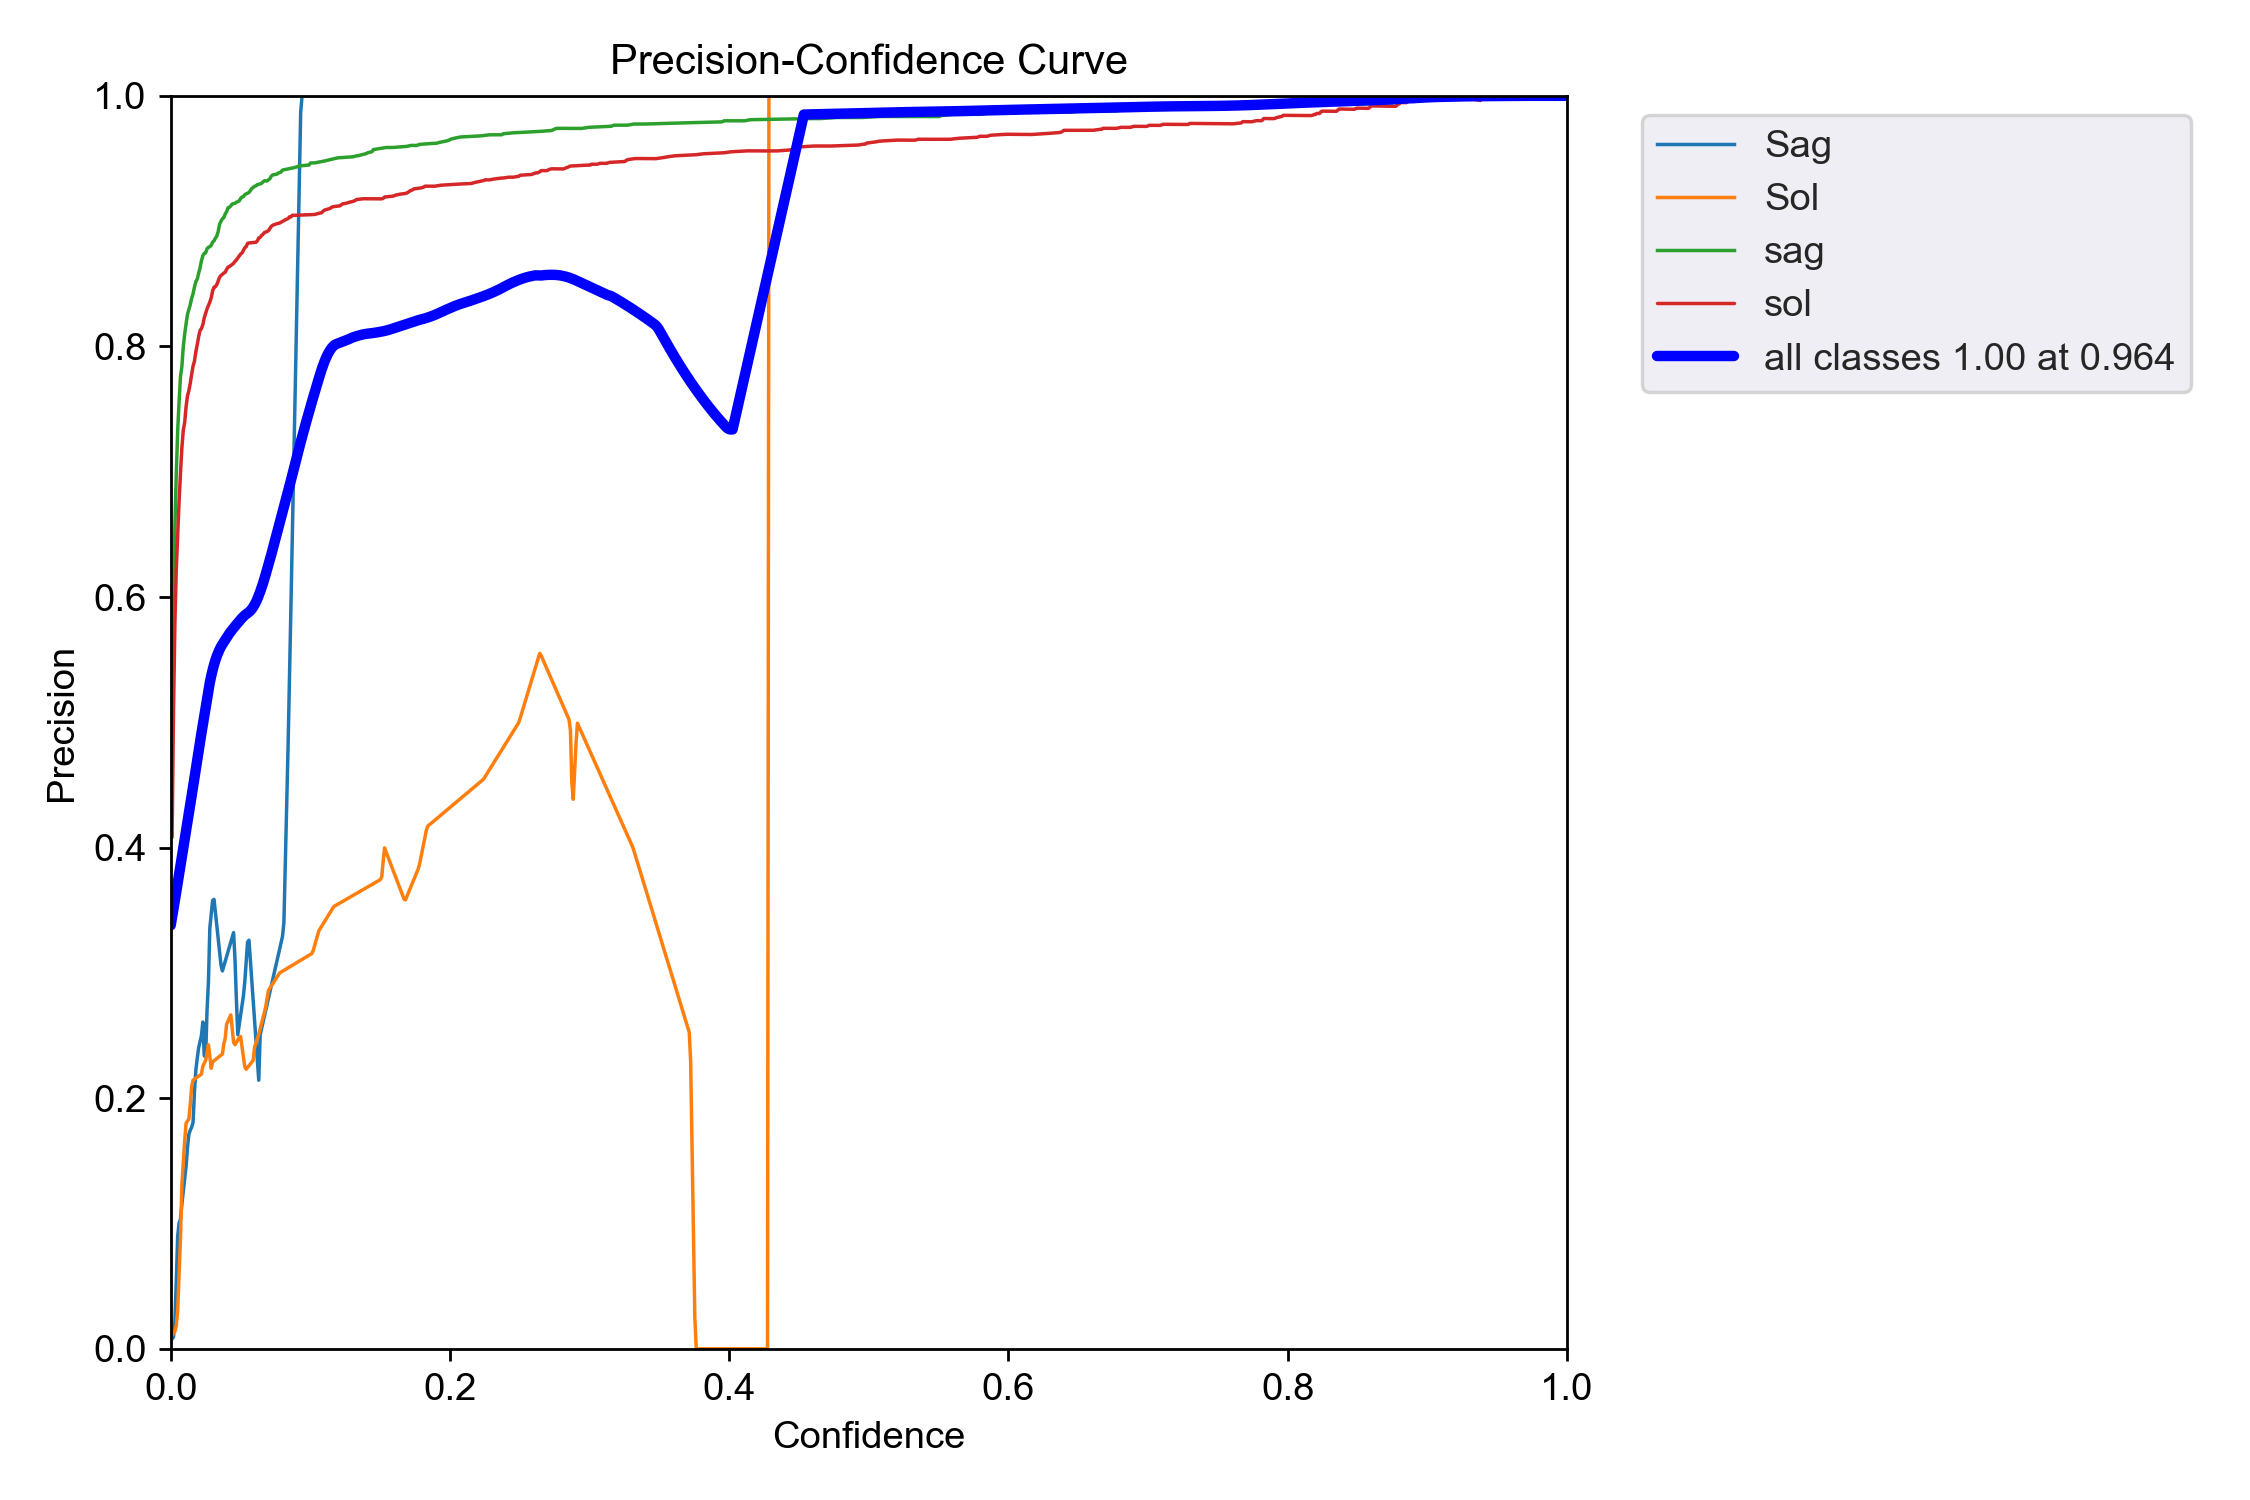 Precision-Confidence Curve
1.0
0.8
0.6
0.4
0.2
0.0
Precision
0.0 0.2 0.4 0.6 0.8 1.0
Confidence
Sag
Sol
sag
sol
all classes 1.00 at 0.964